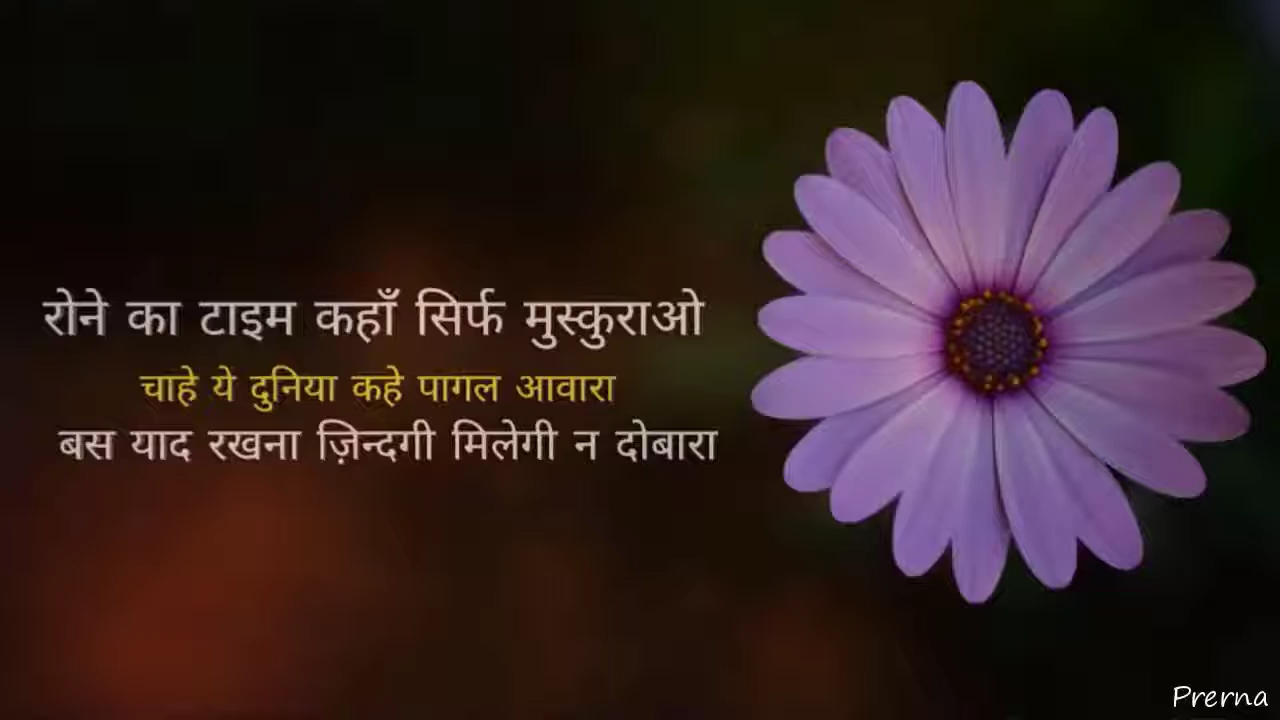 रोने का टाइम कहाँ सिर्फ मुस्कुराओ
चाहे ये दुनिया कहे पागल आवारा
बस याद रखना ज़िन्दगी मिलेगी न दोबारा
Prerna